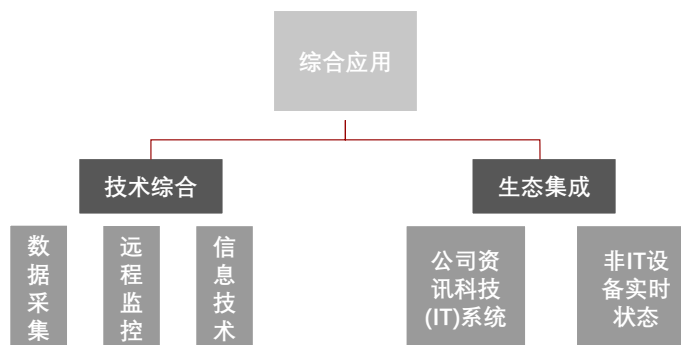 综合应用
技术综合
生态集成
数据采集
远程监控
信息技术
公司资
讯科技
(IT)系统
非IT设
备实时
状态